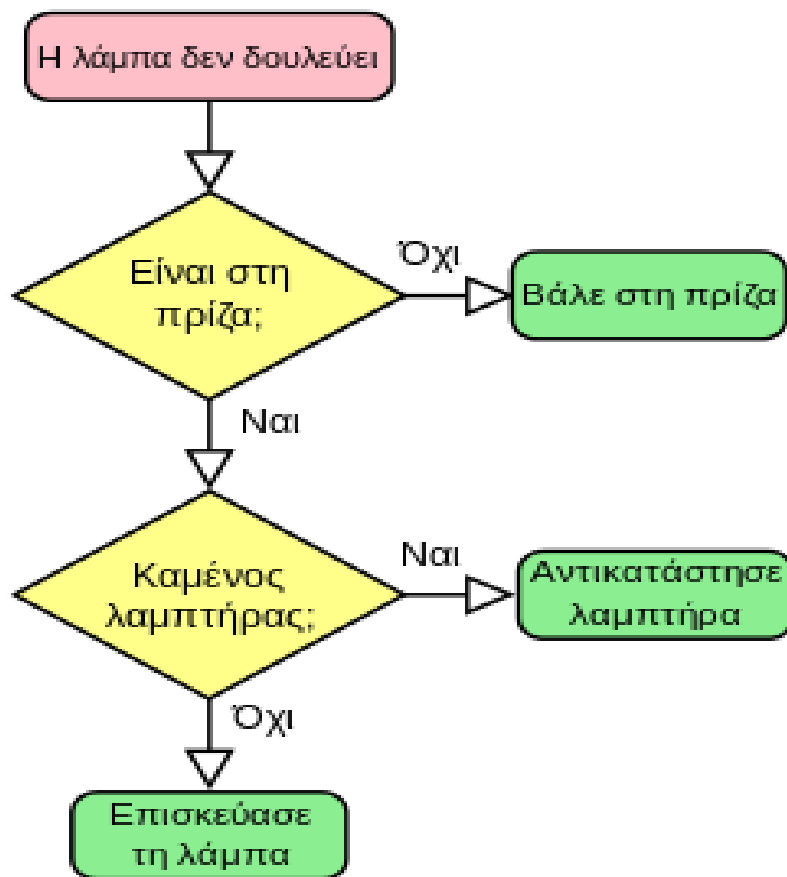 Η λάμπα δεν δουλεύει
Είναι στη
πρίζα;
Όχι
Βάλε στη πρίζα
Ναι
Καμένος
λαμπτήρας;
Ναι
Αντικατάστησε
λαμπτήρα
Όχι
Επισκεύασε
τη λάμπα